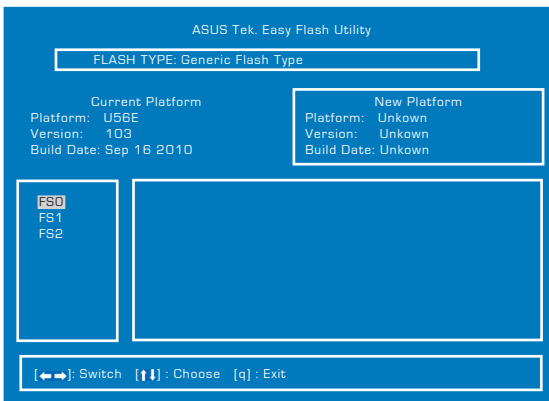 ASUS Tek. Easy Flash Utility
FLASH TYPE: Generic Flash Type
Current Platform
Platform: U56E
Version: 103
Build Date: Sep 16 2010
New Platform
Platform: Unkown
Version: Unkown
Build Date: Unkown
FS0
FS1
FS2
[←→]: Switch [↑↓] : Choose [q] : Exit